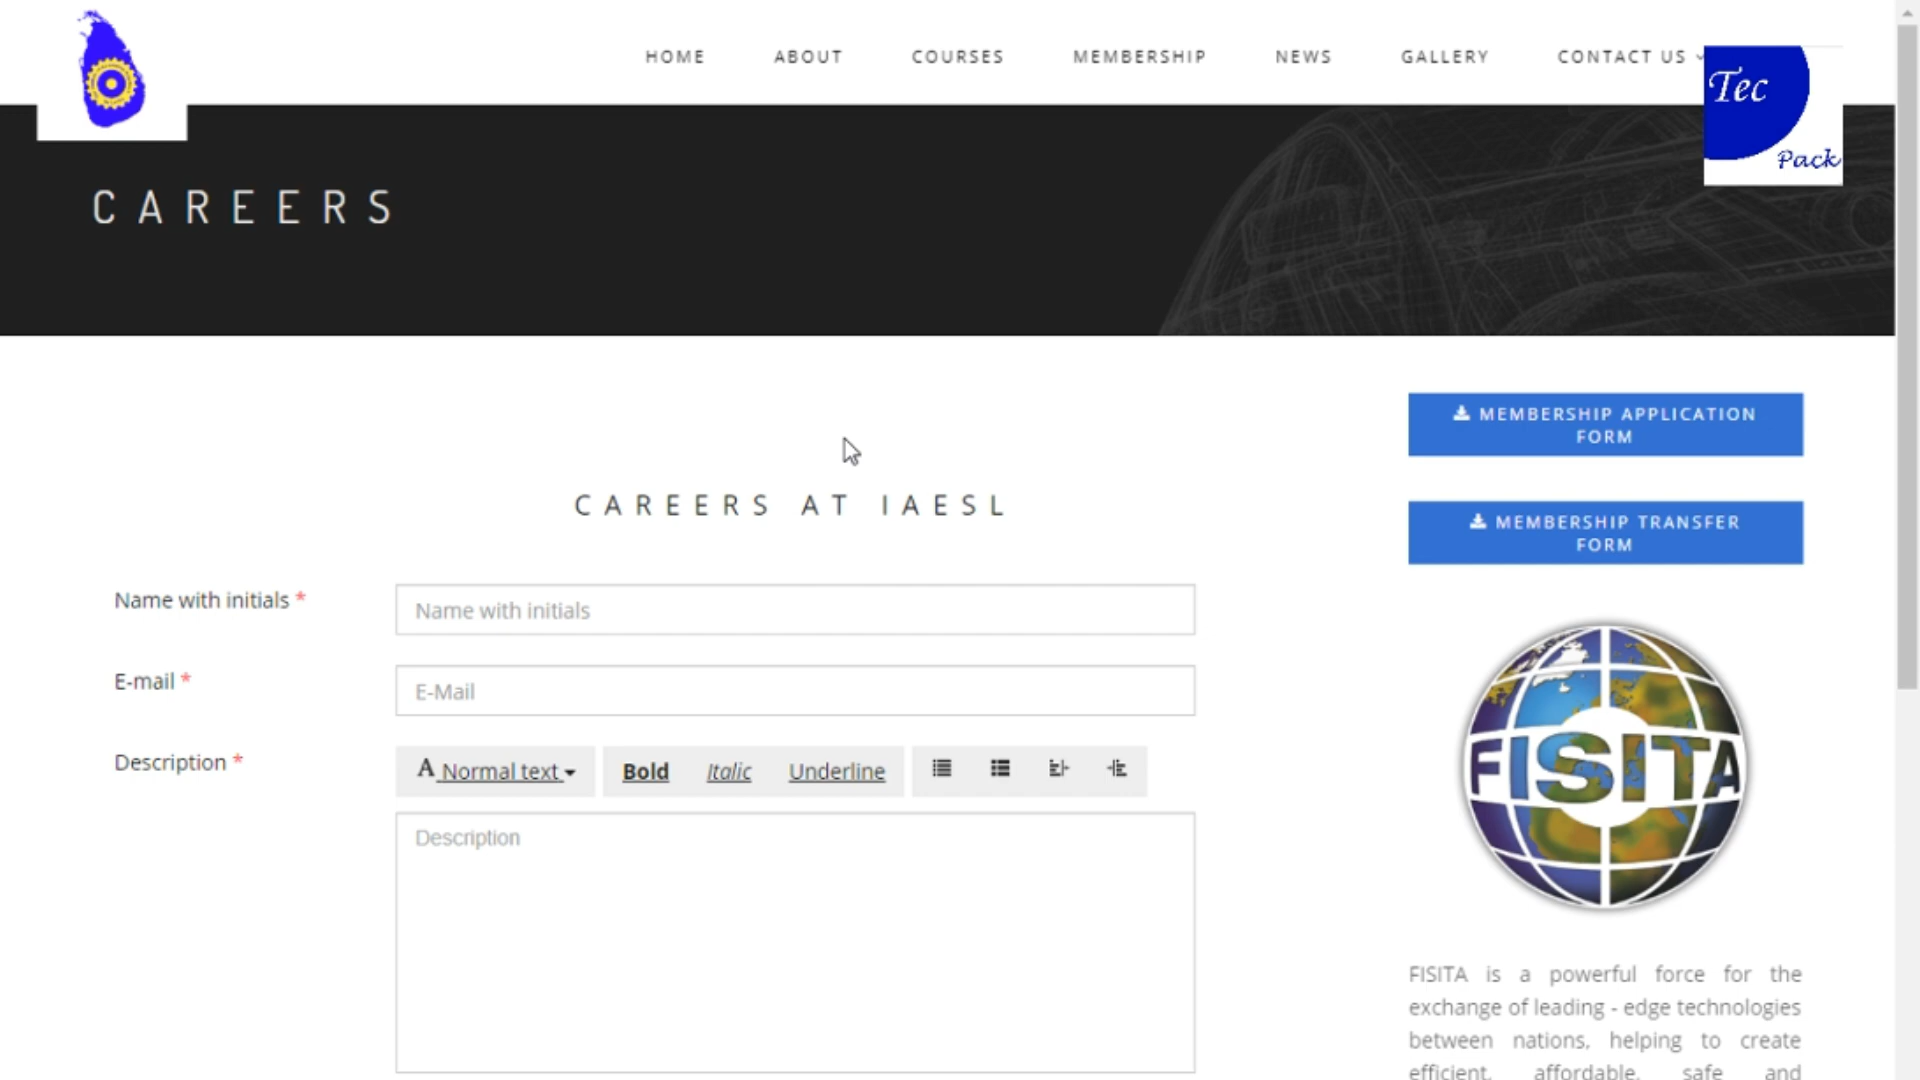 HOME ABOUT COURSES MEMBERSHIP NEWS GALLERY CONTACT US
Tec
Pack
CAREERS
MEMBERSHIP APPLICATION
FORM
CAREERS AT IAESL
MEMBERSHIP TRANSFER
FORM
Name with initials *
Name with initials
E-mail *
E-Mail
Description *
A Normal text Bold Italic Underline
Description
FISITA
FISITA is a powerful force for the
exchange of leading - edge technologies
between nations, helping to create
efficient, affordable, safe and